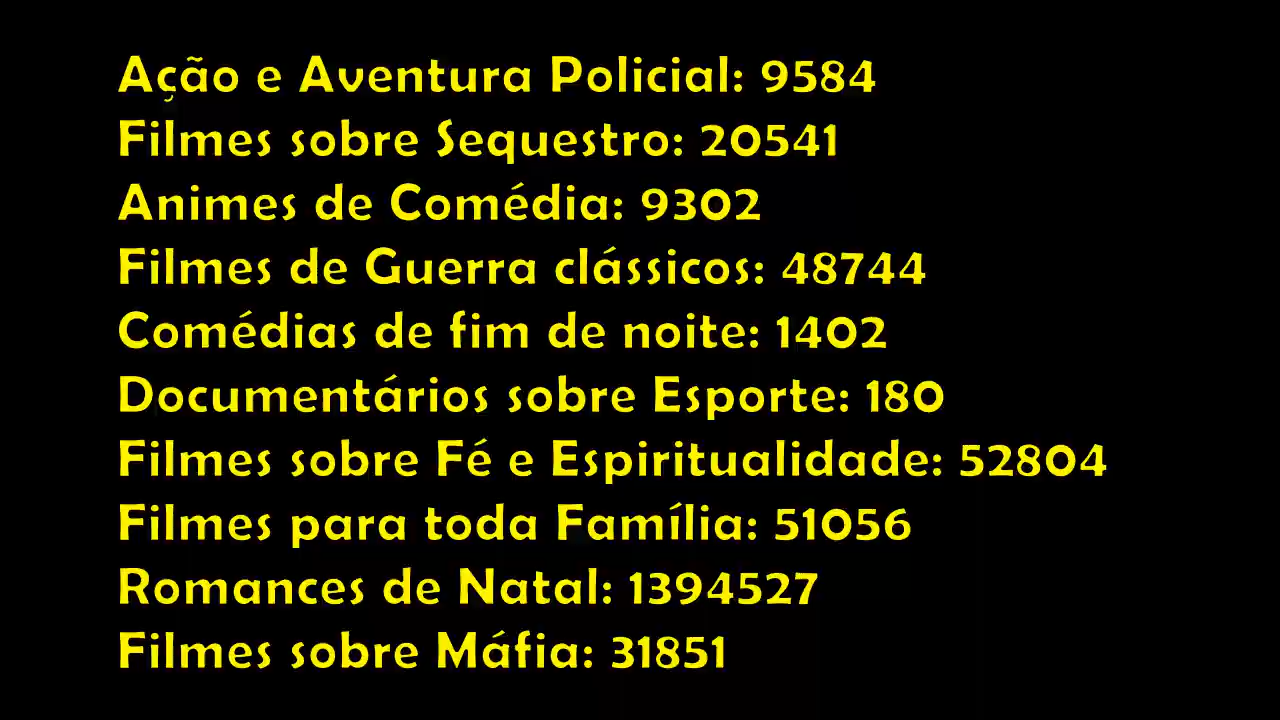 Ação e Aventura Policial: 9584
Filmes sobre Sequestro: 20541
Animes de Comédia: 9302
Filmes de Guerra clássicos: 48744
Comédias de fim de noite: 1402
Documentários sobre Esporte: 180
Filmes sobre Fé e Espiritualidade: 52804
Filmes para toda Família: 51056
Romances de Natal: 1394527
Filmes sobre Máfia: 31851